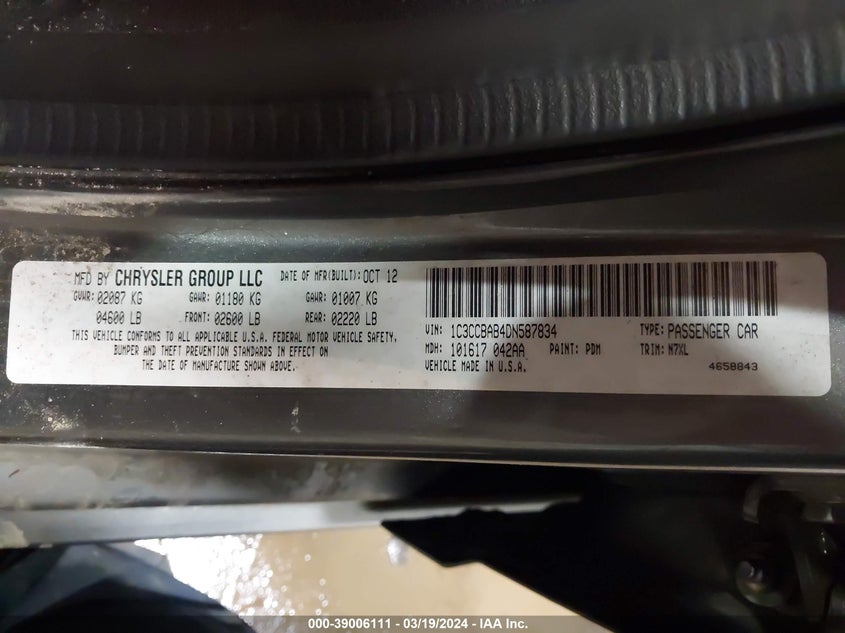 MFD BY CHRYSLER GROUP LLC DATE OF MFR(BUILT): OCT 12
GVWR: 02087 KG GAWR: 01180 KG GAWR: 01007 KG
04600 LB FRONT: 02600 LB REAR: 02220 LB
THIS VEHICLE CONFORMS TO ALL APPLICABLE U.S.A. FEDERAL MOTOR VEHICLE SAFETY,
BUMPER AND THEFT PREVENTION STANDARDS IN EFFECT ON
THE DATE OF MANUFACTURE SHOWN ABOVE.
VIN: 1C3CCBAB4DN587834 TYPE: PASSENGER CAR
MDH: 101617 042AA PAINT: PDM TRIM: N7XL
VEHICLE MADE IN U.S.A. 4658843
000-39006111 - 03/19/2024 - IAA Inc.